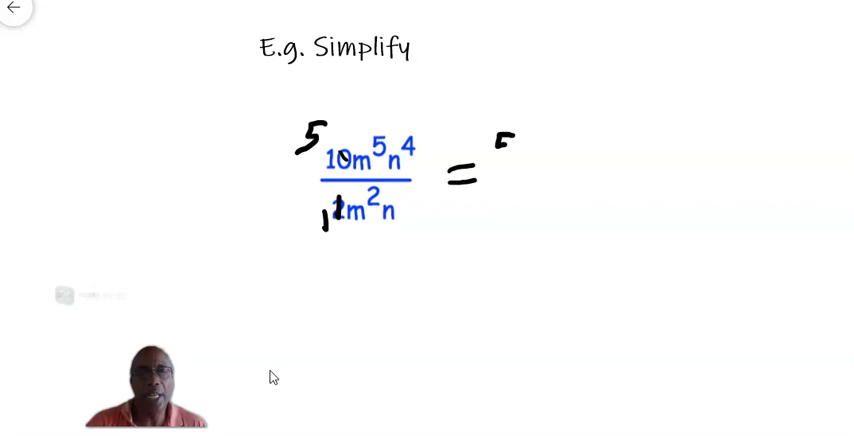 E.g. Simplify
5 10m⁵n⁴
= 5
1 2m²n